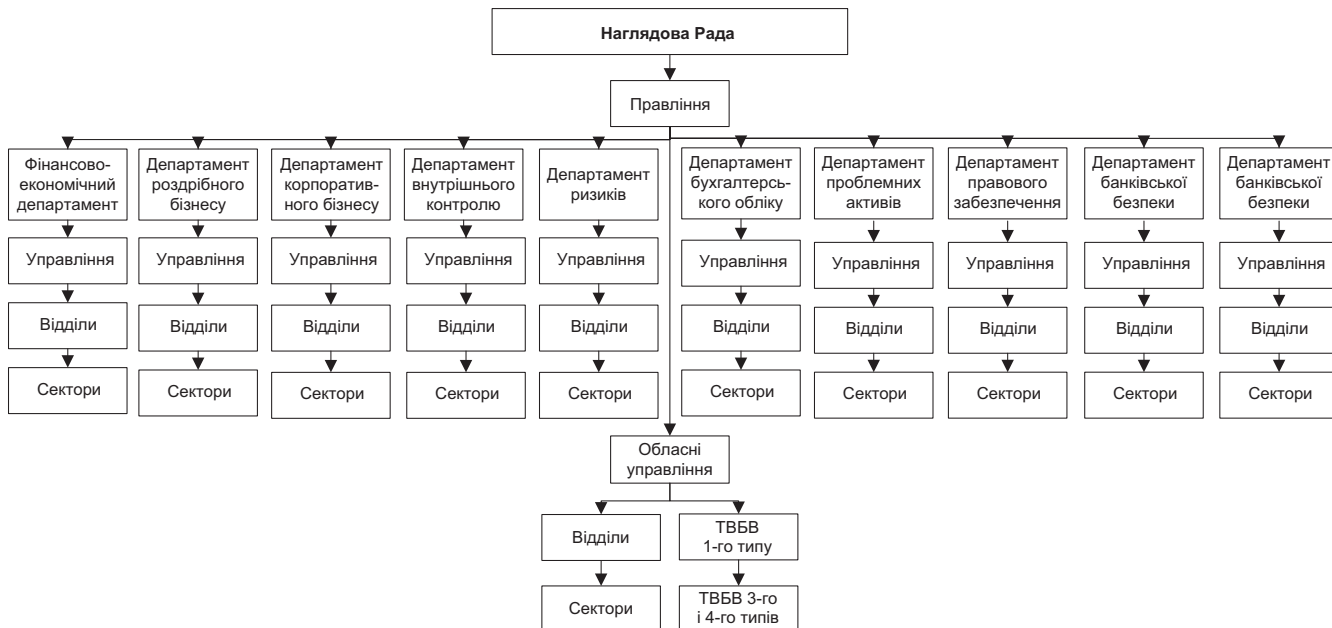 Наглядова Рада
Правління
Фінансово-
економічний
департамент
Департамент
роздрібного
бізнесу
Департамент
корпоратив-
ного бізнесу
Департамент
внутрішнього
контролю
Департамент
ризиків
Департамент
бухгалтерсь-
кого обліку
Департамент
проблемних
активів
Департамент
правового
забезпечення
Департамент
банківської
безпеки
Департамент
банківської
безпеки
Управління
Управління
Управління
Управління
Управління
Управління
Управління
Управління
Управління
Управління
Відділи
Відділи
Відділи
Відділи
Відділи
Відділи
Відділи
Відділи
Відділи
Відділи
Сектори
Сектори
Сектори
Сектори
Сектори
Сектори
Сектори
Сектори
Сектори
Сектори
Обласні
управління
Відділи
ТВБВ
1-го типу
Сектори
ТВБВ 3-го
і 4-го типів